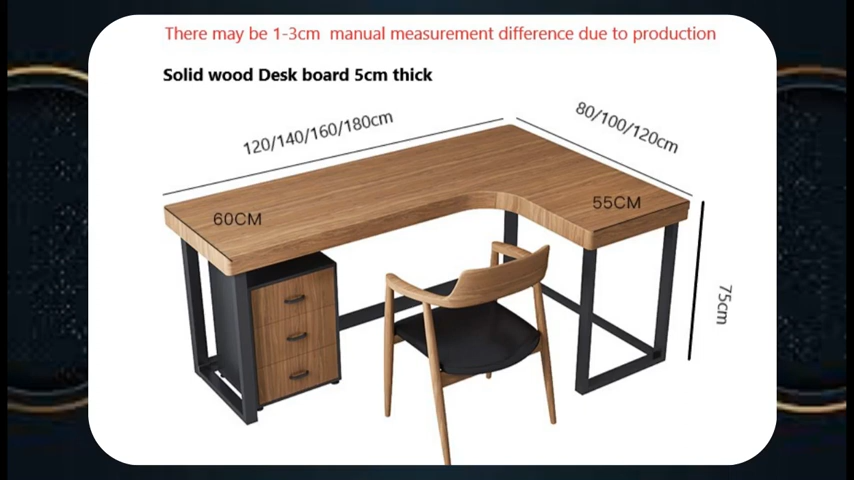 There may be 1-3cm manual measurement difference due to production
Solid wood Desk board 5cm thick
120/140/160/180cm
80/100/120cm
60CM
55CM
75cm